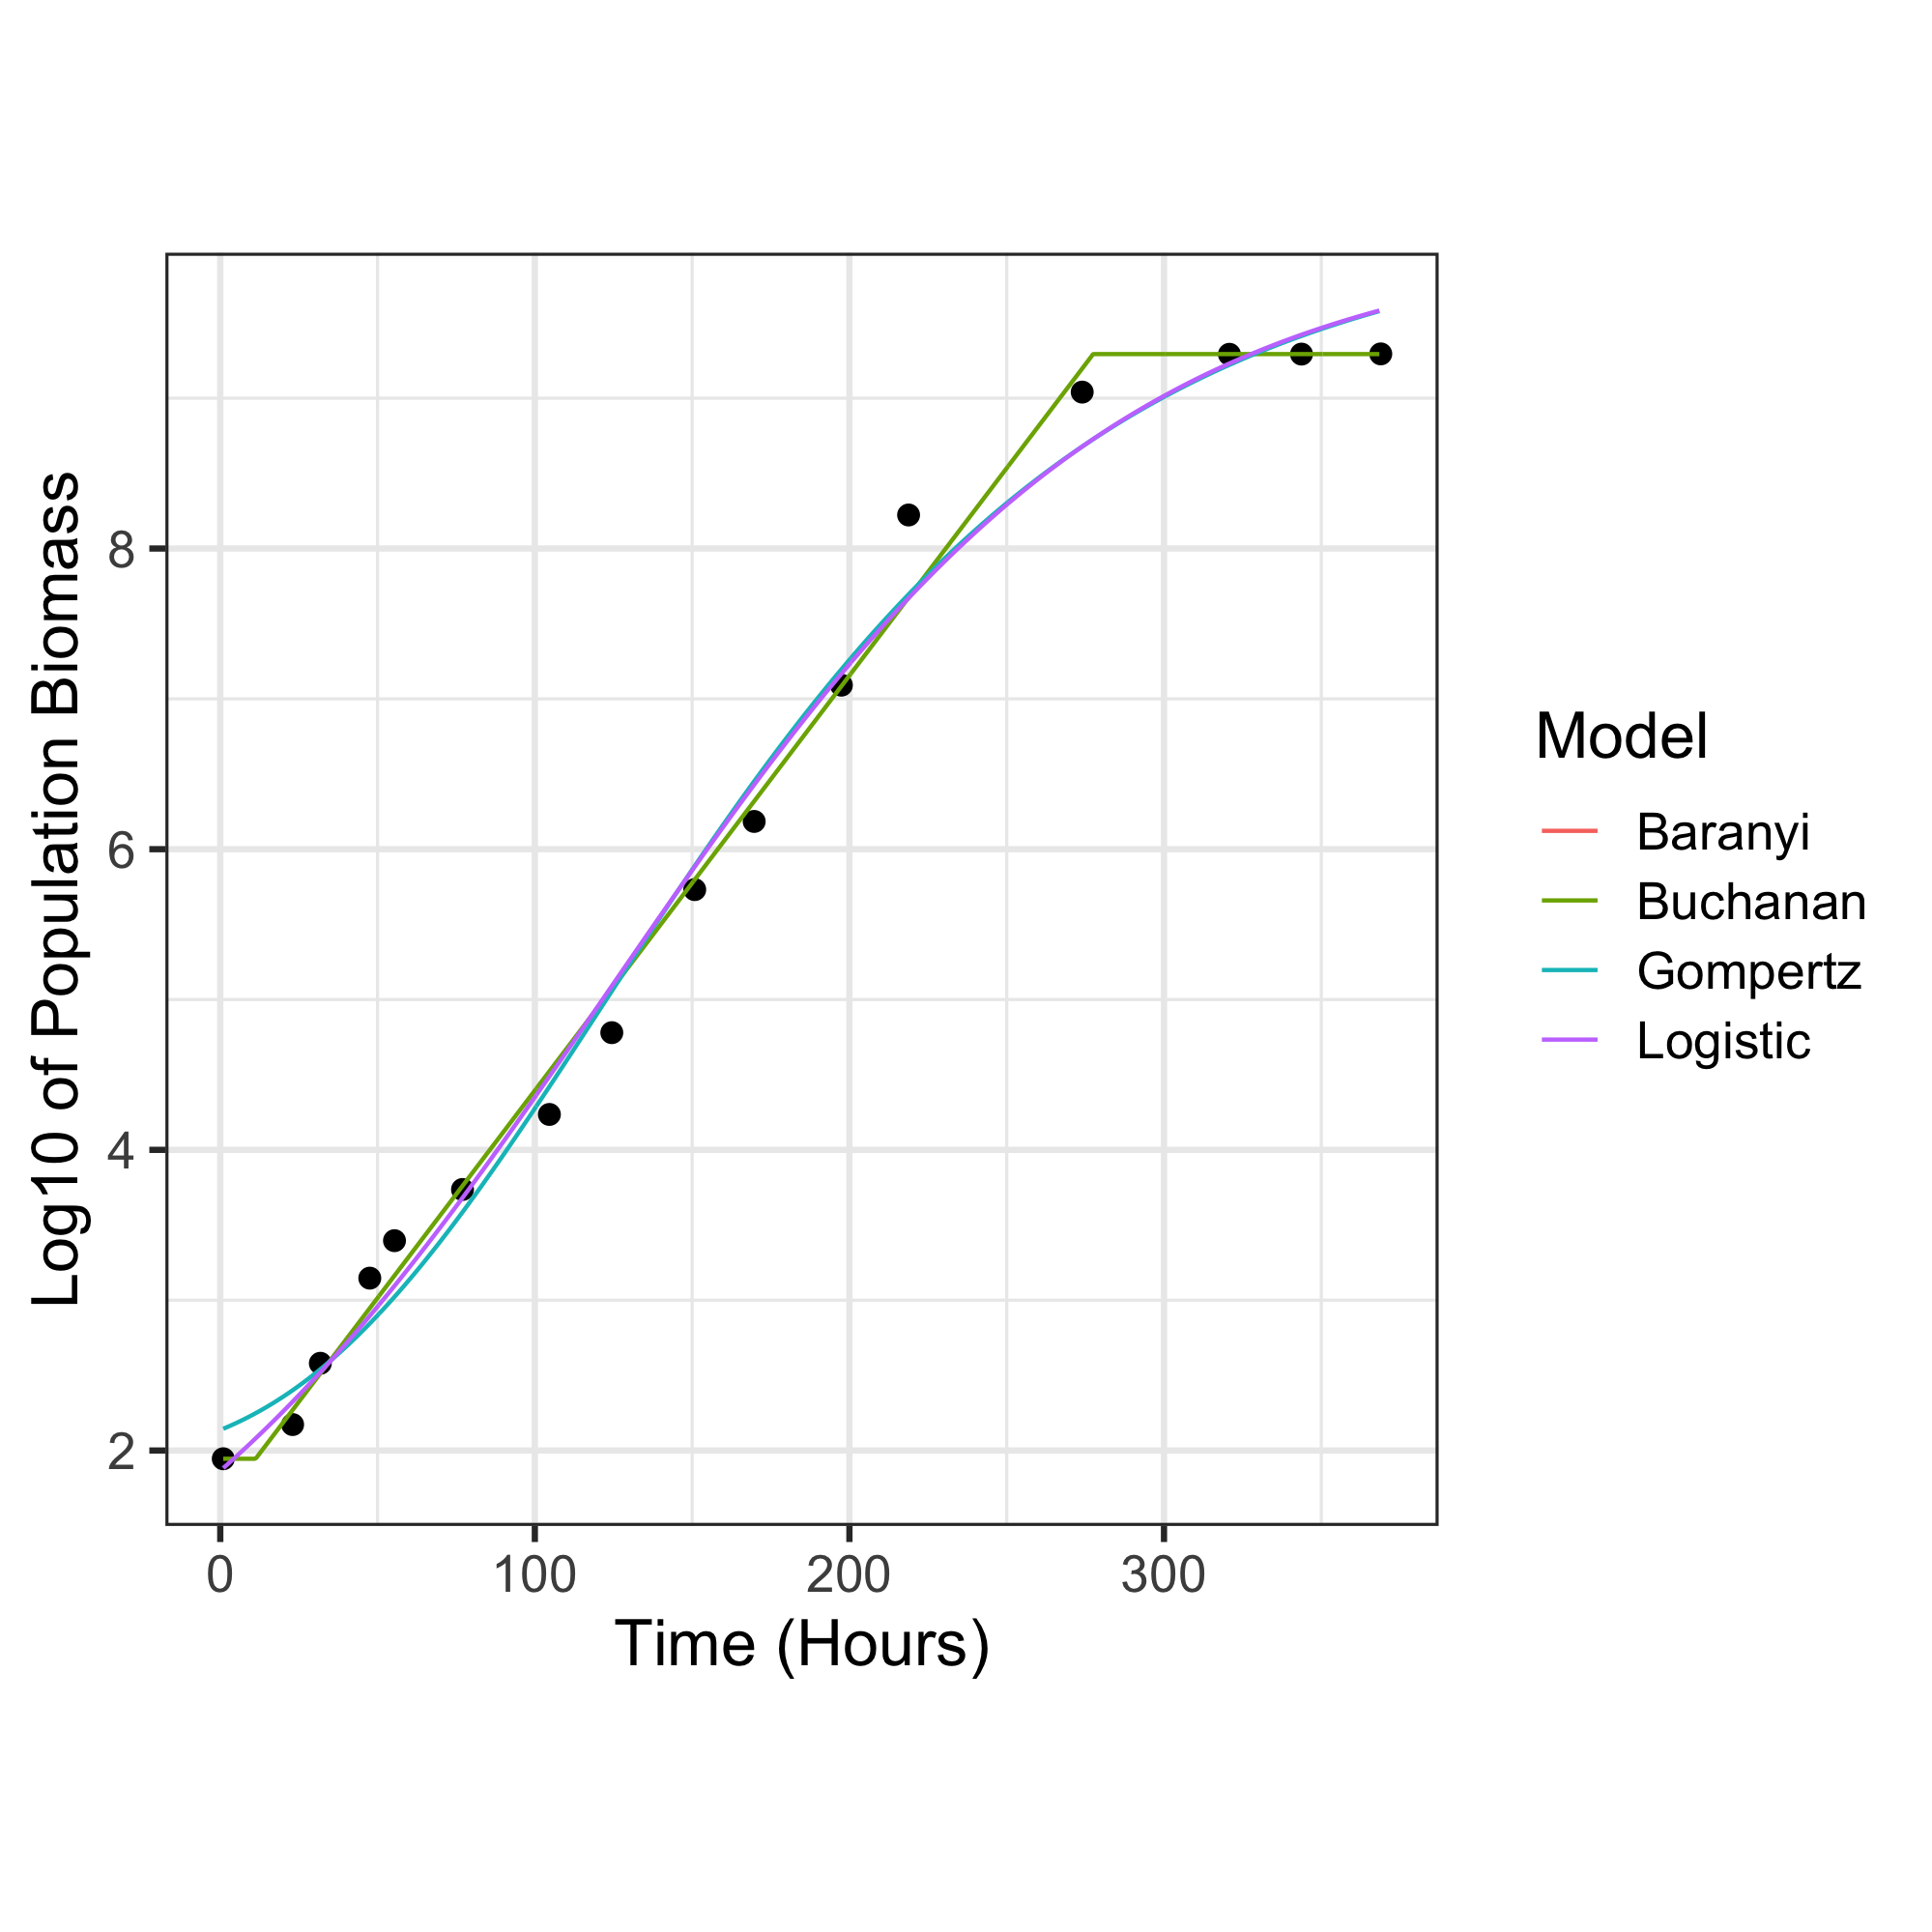 Log10 of Population Biomass
8
6
4
2
0 100 200 300
Time (Hours)
Model
Baranyi
Buchanan
Gompertz
Logistic